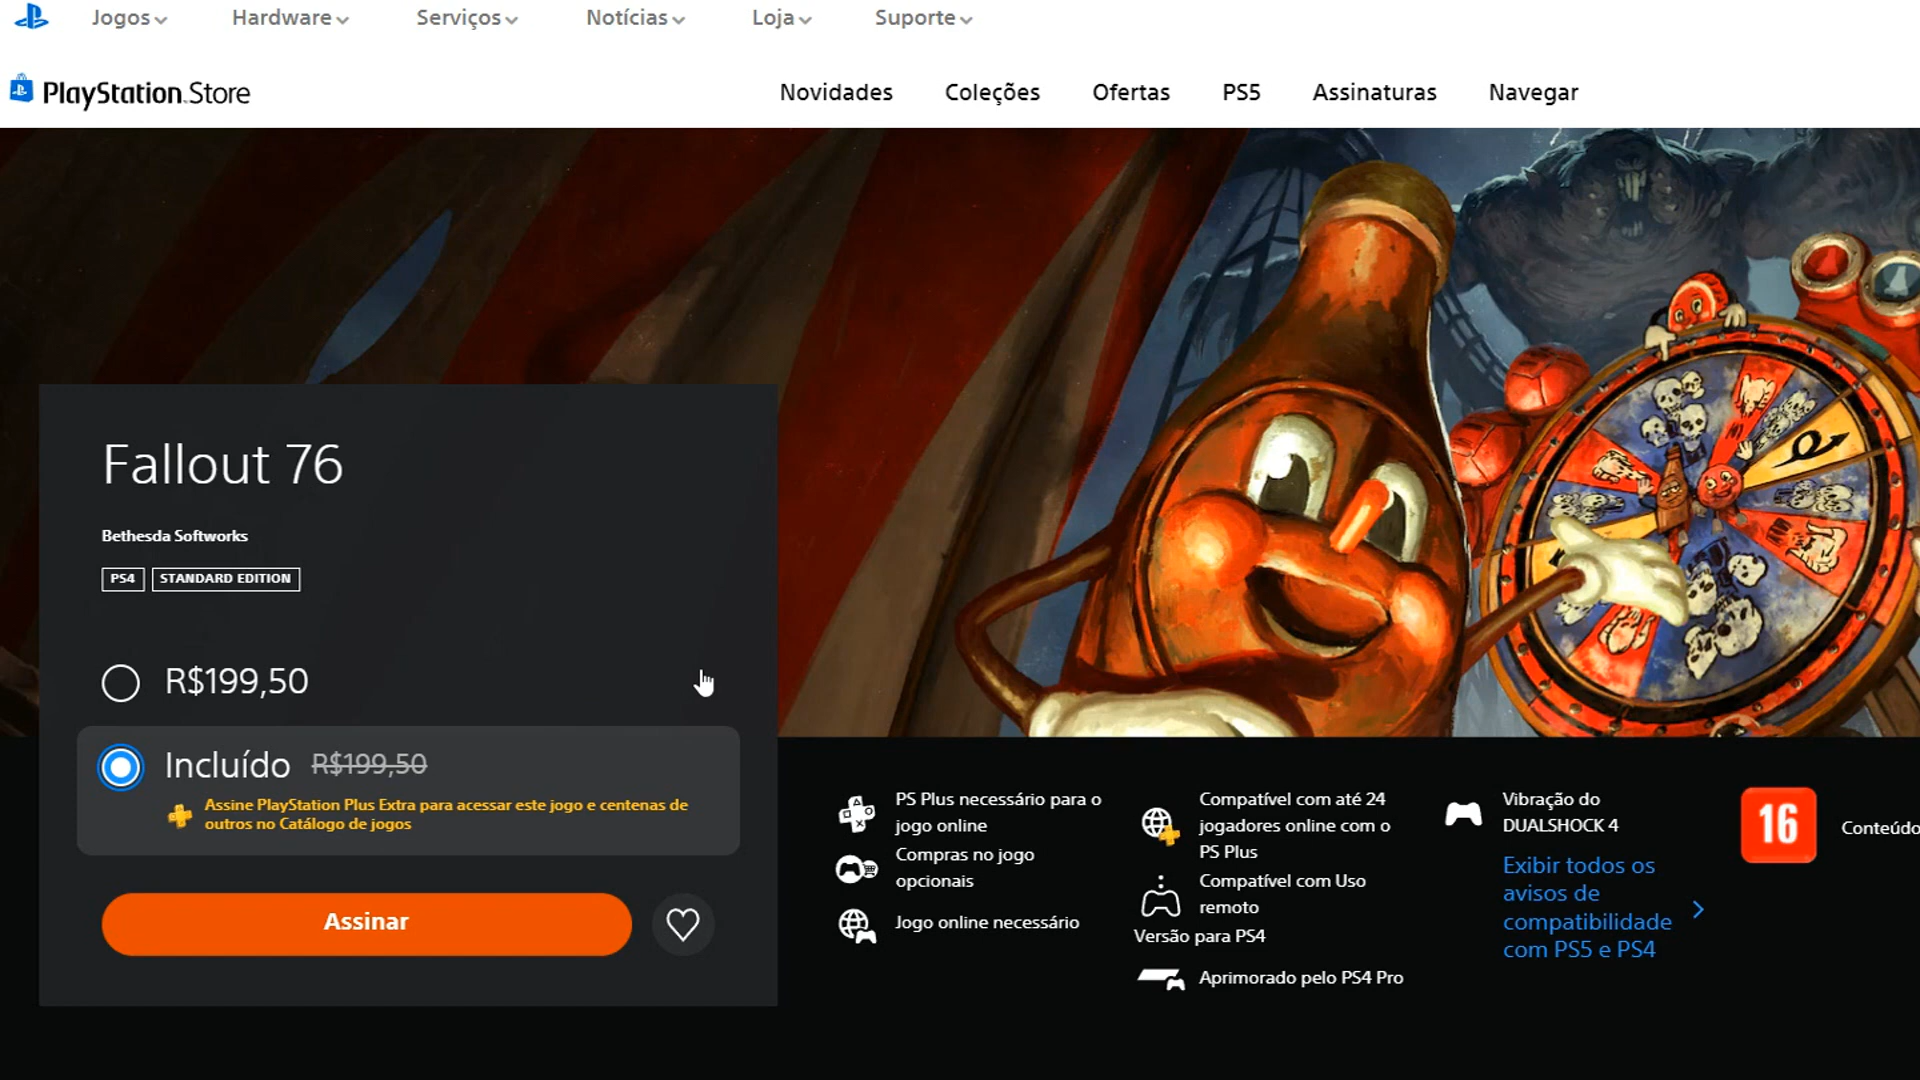 Jogos
Hardware
Serviços
Notícias
Loja
Suporte
PlayStation Store
Novidades
Coleções
Ofertas
PS5
Assinaturas
Navegar
Fallout 76
Bethesda Softworks
PS4
STANDARD EDITION
R$199,50
Incluído R$199,50
Assine PlayStation Plus Extra para acessar este jogo e centenas de
outros no Catálogo de jogos
Assinar
PS Plus necessário para o
jogo online
Compras no jogo
opcionais
Jogo online necessário
Compatível com até 24
jogadores online com o
PS Plus
Compatível com Uso
remoto
Versão para PS4
Aprimorado pelo PS4 Pro
Vibração do
DUALSHOCK 4
Exibir todos os
avisos de
compatibilidade
com PS5 e PS4
16
Conteúdo